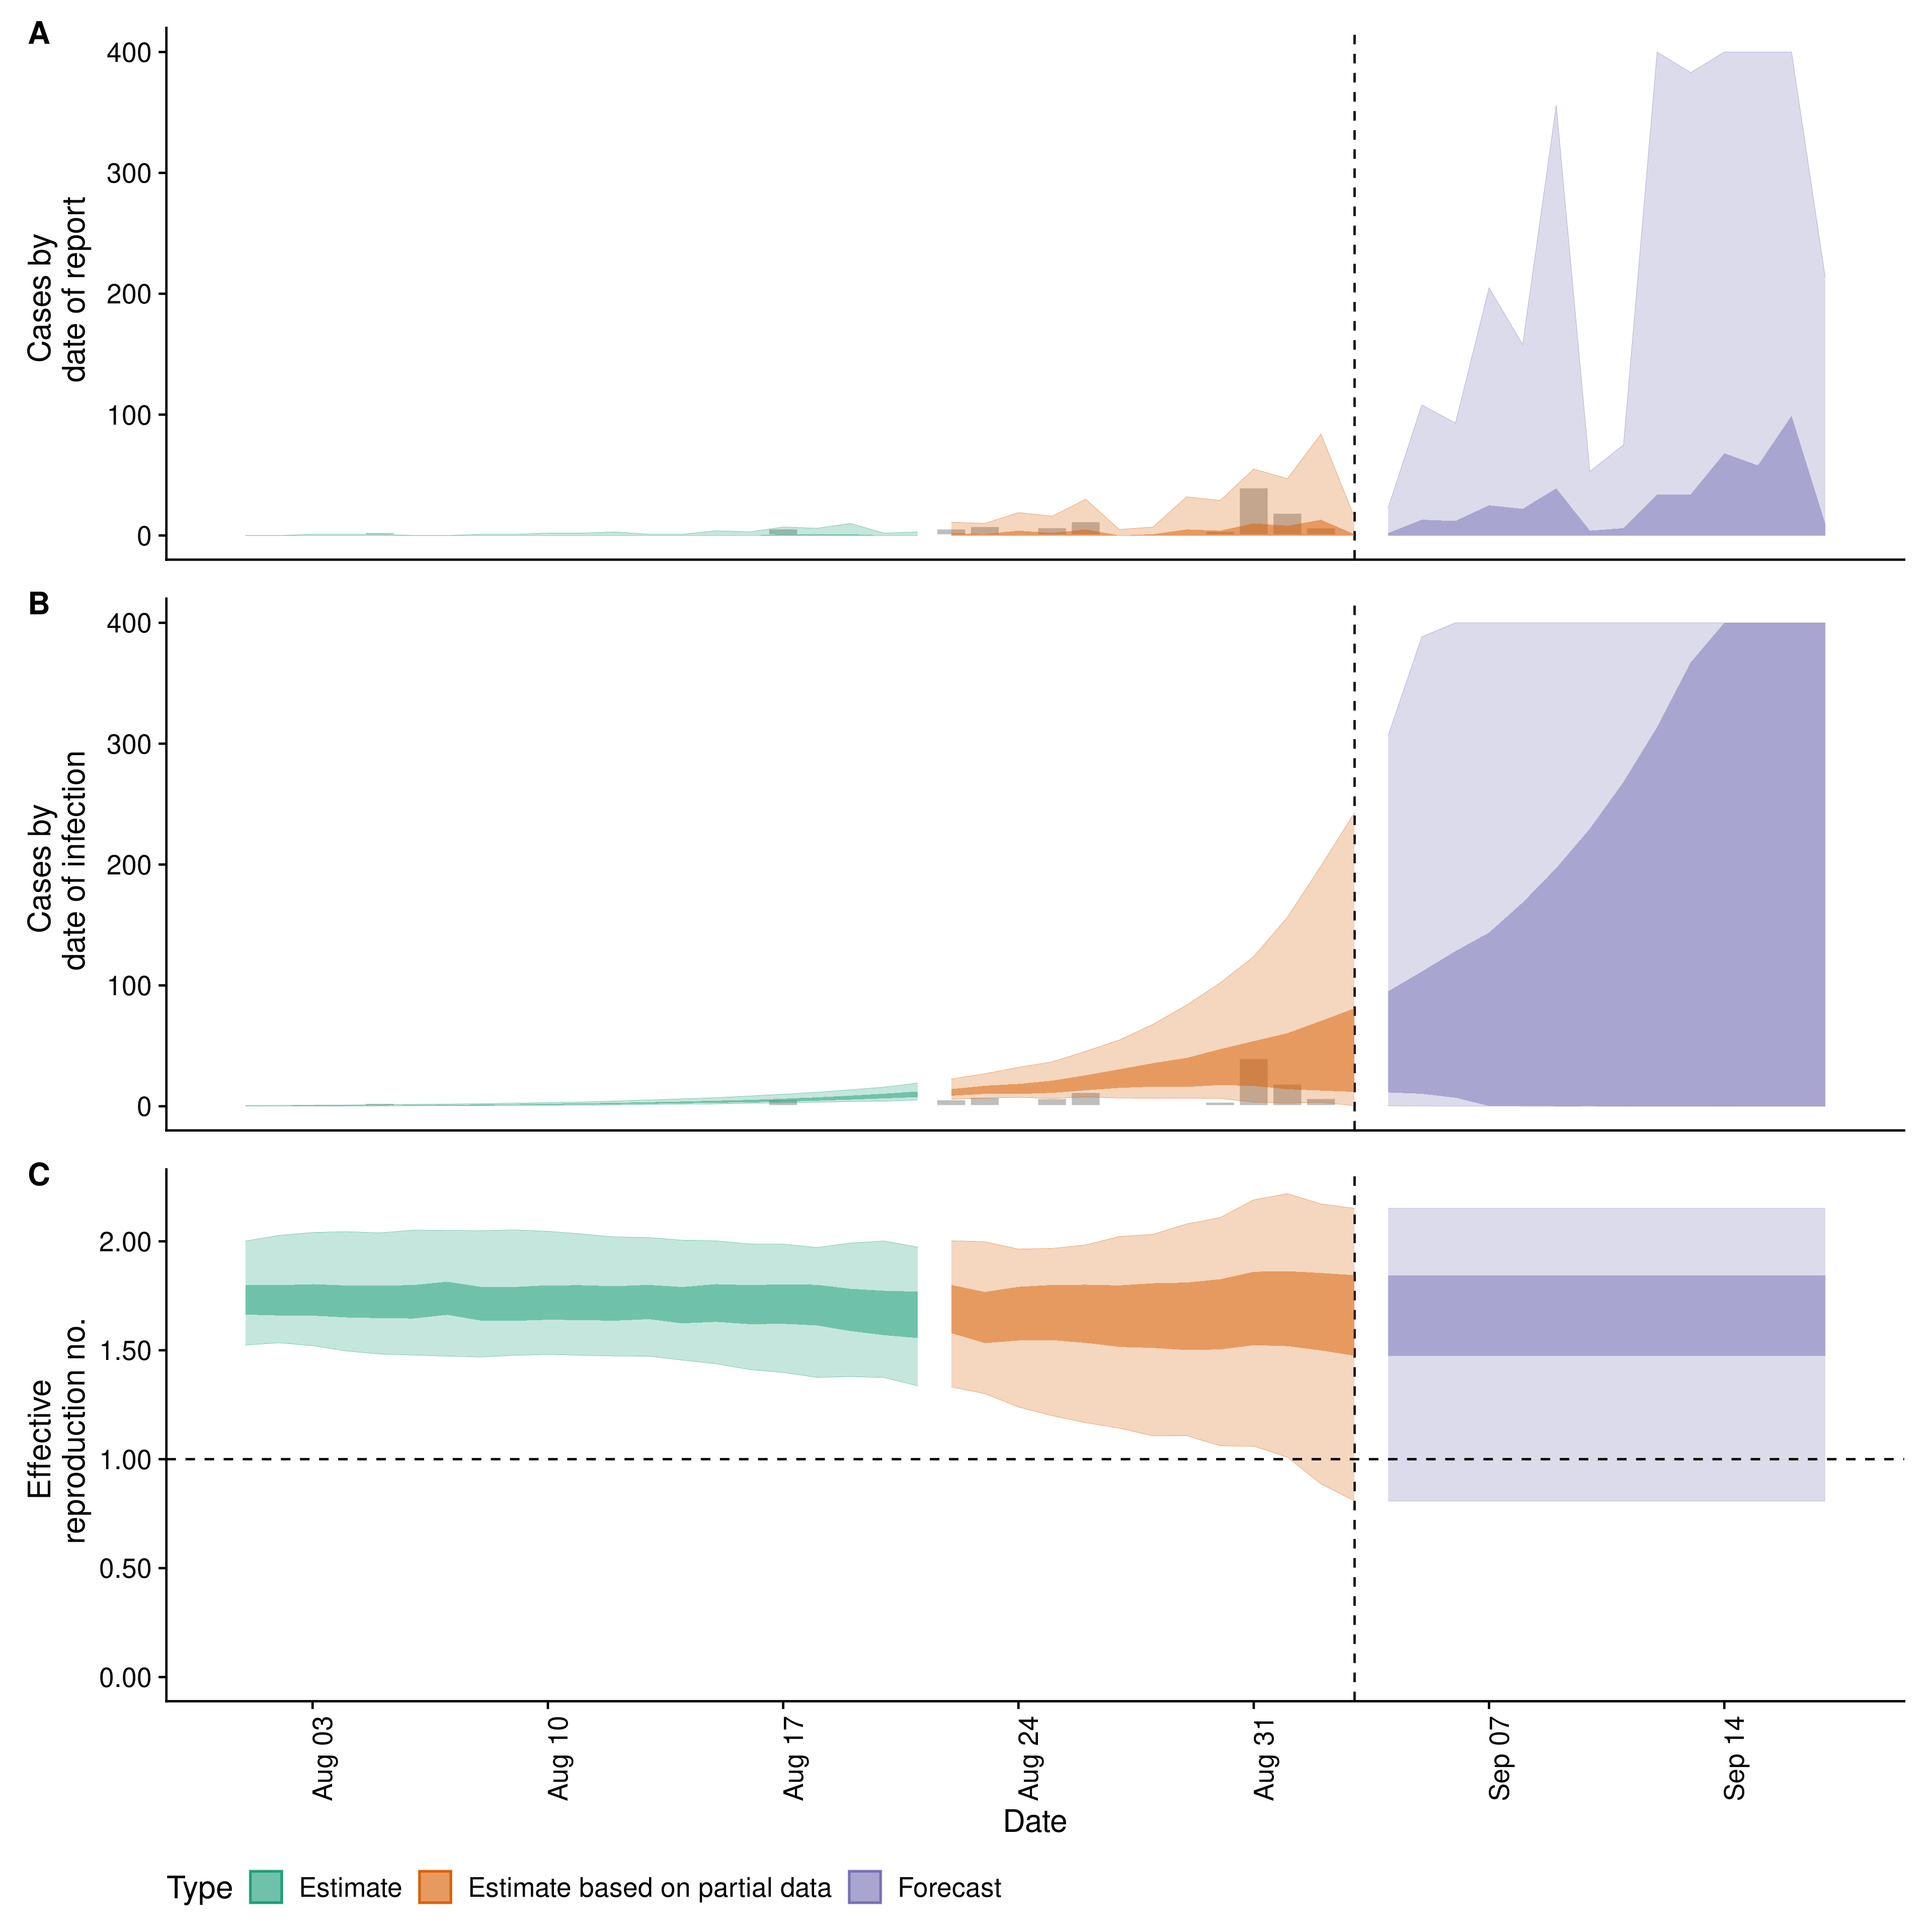 A
Cases by
date of report
400
300
200
100
0
B
Cases by
date of infection
400
300
200
100
0
C
Effective
reproduction no.
2.00
1.50
1.00
0.50
0.00
Aug 03
Aug 10
Aug 17
Aug 24
Aug 31
Sep 07
Sep 14
Date
Type Estimate Estimate based on partial data Forecast